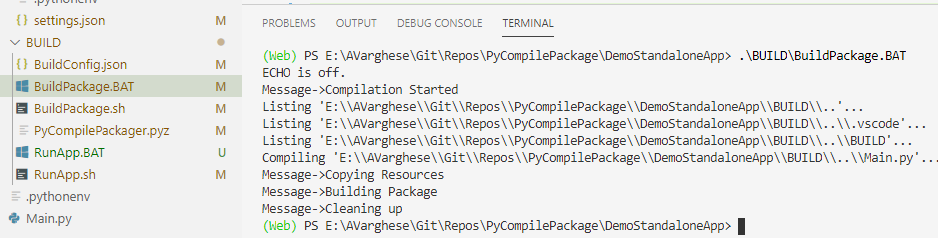 .pythonenv
settings.json M
BUILD
BuildConfig.json M
BuildPackage.BAT M
BuildPackage.sh M
PyCompilePackager.pyz M
RunApp.BAT U
RunApp.sh M
.pythonenv
Main.py M
PROBLEMS OUTPUT DEBUG CONSOLE TERMINAL
(Web) PS E:\AVarghese\Git\Repos\PyCompilePackage\DemoStandaloneApp> .\BUILD\BuildPackage.BAT
ECHO is off.
Message->Compilation Started
Listing 'E:\\AVarghese\\Git\\Repos\\PyCompilePackage\\DemoStandaloneApp\\BUILD\\..'...
Listing 'E:\\AVarghese\\Git\\Repos\\PyCompilePackage\\DemoStandaloneApp\\BUILD\\..\\.vscode'...
Listing 'E:\\AVarghese\\Git\\Repos\\PyCompilePackage\\DemoStandaloneApp\\BUILD\\..\\BUILD'...
Compiling 'E:\\AVarghese\\Git\\Repos\\PyCompilePackage\\DemoStandaloneApp\\BUILD\\..\\Main.py'...
Message->Copying Resources
Message->Building Package
Message->Cleaning up
(Web) PS E:\AVarghese\Git\Repos\PyCompilePackage\DemoStandaloneApp>